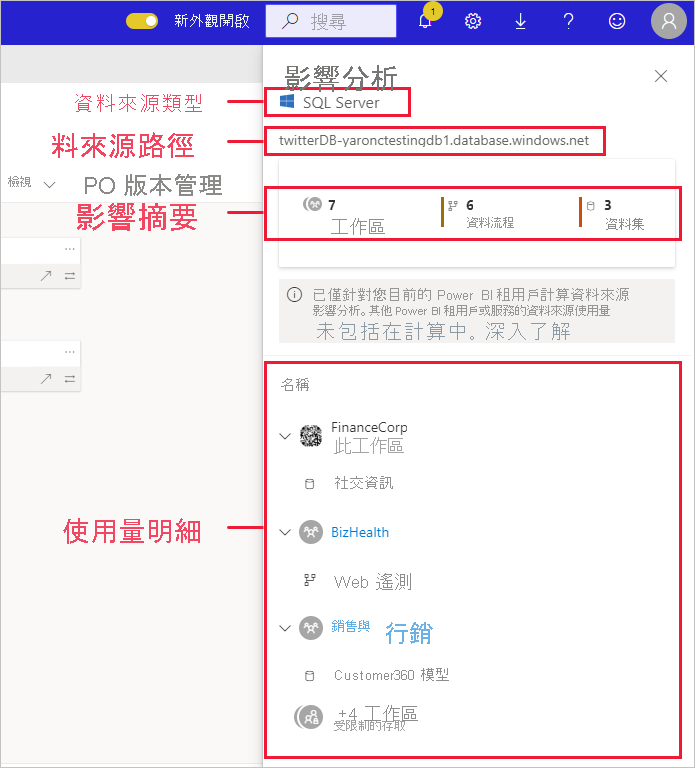 新外觀開啟
搜尋
1
影響分析
資料來源類型
SQL Server
料來源路徑
twitterDB-yaronctestingdb1.database.windows.net
檢視
PO 版本管理
影響摘要
7
工作區
6
資料流程
3
資料集
已僅針對您目前的 Power BI 租用戶計算資料來源
影響分析。其他 Power BI 租用戶或服務的資料來源使用量
未包括在計算中。深入了解
名稱
FinanceCorp
此工作區
社交資訊
使用量明細
BizHealth
Web 遙測
銷售與 行銷
Customer360 模型
+4 工作區
受限制的存取